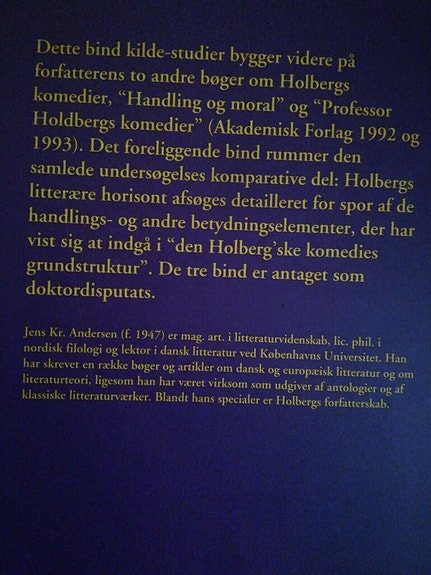 Dette bind kilde-studier bygger videre på
forfatterens to andre bøger om Holbergs
komedier, “Handling og moral” og “Professor
Holdbergs komedier” (Akademisk Forlag 1992 og
1993). Det foreliggende bind rummer den
samlede undersøgelses komparative del: Holbergs
litterære horisont afsøges detailleret for spor af de
handlings- og andre betydningselementer, der har
vist sig at indgå i “den Holberg’ske komedies
grundstruktur”. De tre bind er antaget som
doktordisputats.
Jens Kr. Andersen (f. 1947) er mag. art. i litteraturvidenskab, lic. phil. i
nordisk filologi og lektor i dansk litteratur ved Københavns Universitet. Han
har skrevet en række bøger og artikler om dansk og europæisk litteratur og om
literaturteori, ligesom han har været virksom som udgiver af antologier og af
klassiske litteraturværker. Blandt hans specialer er Holbergs forfatterskab.